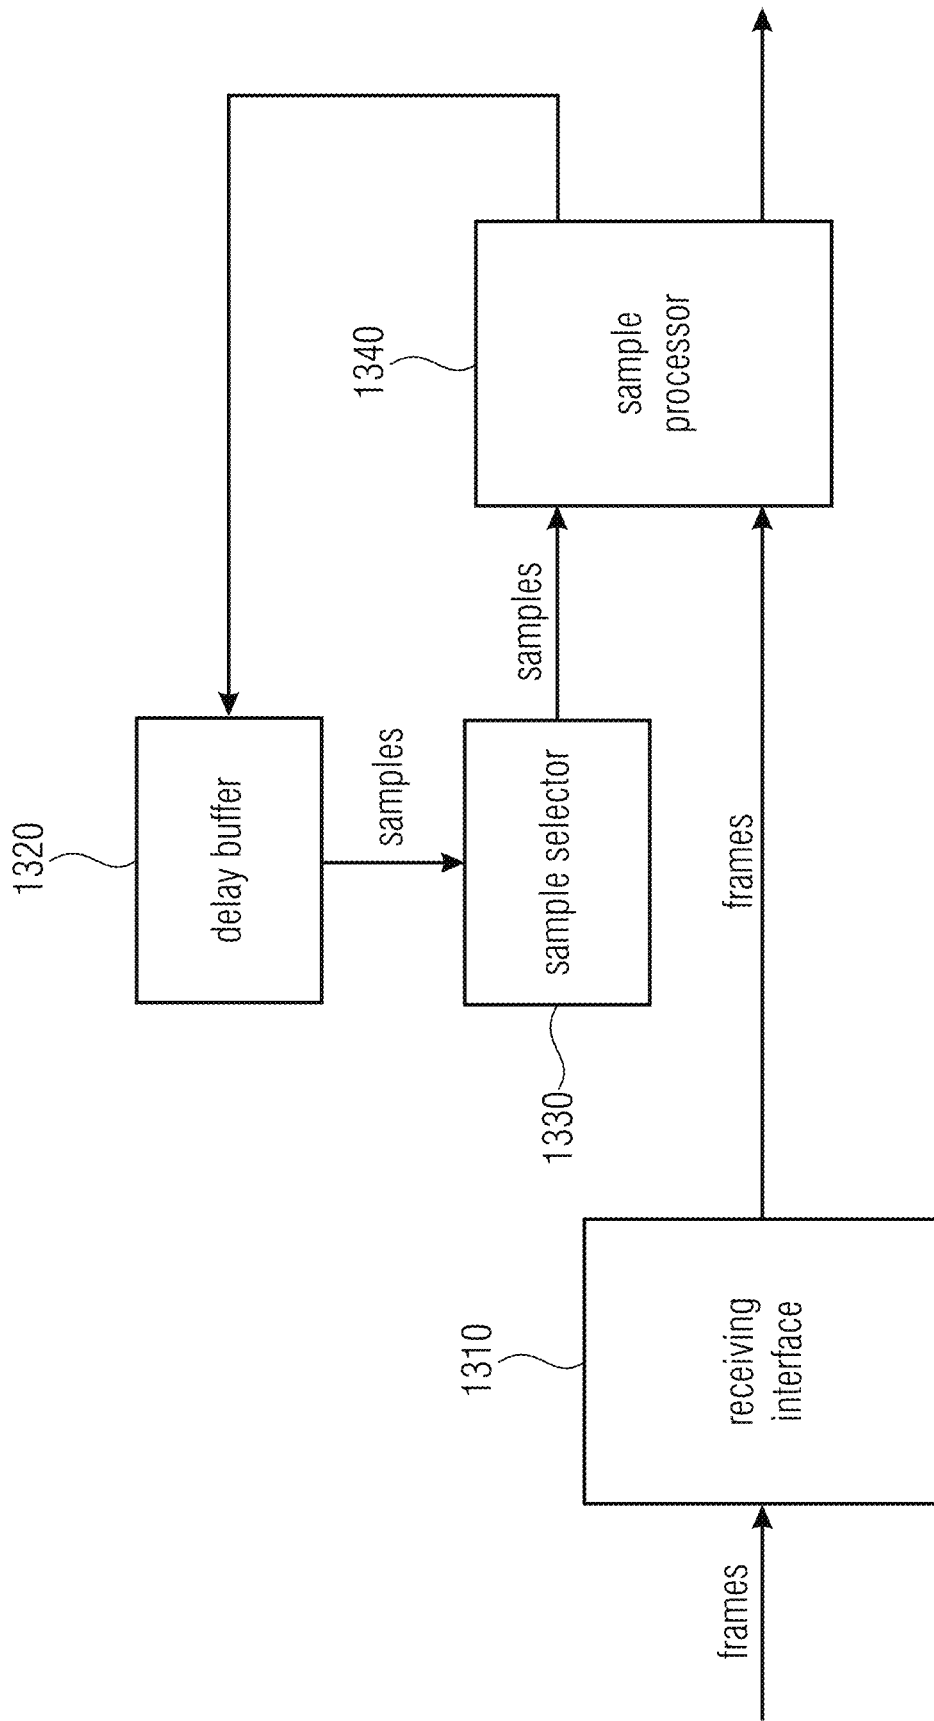 1320
delay buffer
samples
1330
sample selector
samples
1340
sample
processor
frames
1310
receiving
interface
frames